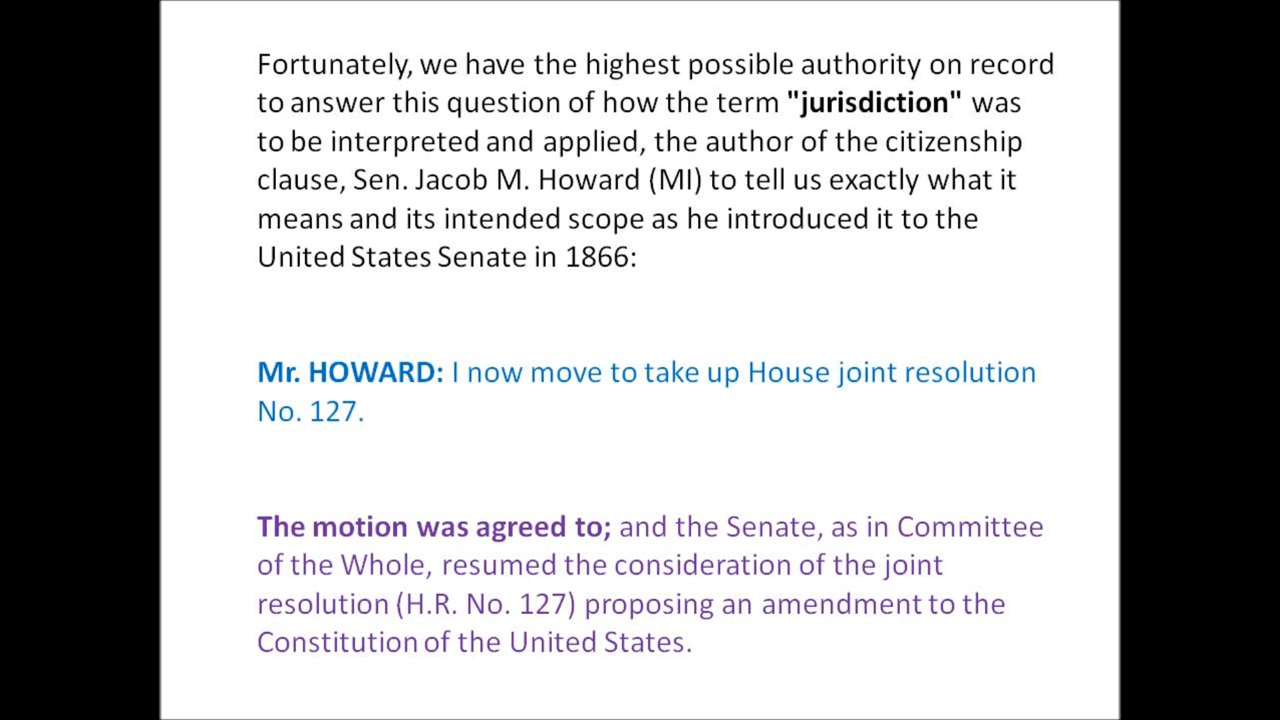 Fortunately, we have the highest possible authority on record
to answer this question of how the term "jurisdiction" was
to be interpreted and applied, the author of the citizenship
clause, Sen. Jacob M. Howard (MI) to tell us exactly what it
means and its intended scope as he introduced it to the
United States Senate in 1866:
Mr. HOWARD: I now move to take up House joint resolution
No. 127.
The motion was agreed to; and the Senate, as in Committee
of the Whole, resumed the consideration of the joint
resolution (H.R. No. 127) proposing an amendment to the
Constitution of the United States.